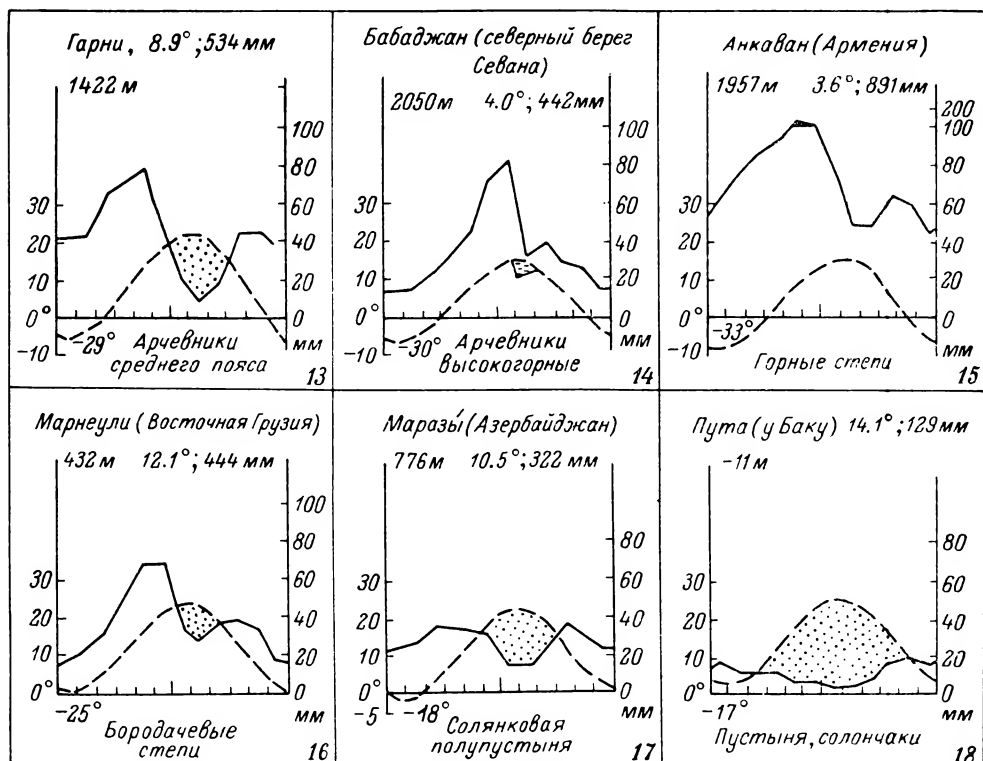 Гарни, 8.9°; 534 мм
1422 м
100
80
60
40
20
0
мм
30
20
10
0°
-10
-29°
Арчевники
среднего пояса
13
Бабаджан (северный берег
Севана)
2050 м 4.0°; 442 мм
100
80
60
40
20
0
мм
30
20
10
0°
-10
-30°
Арчевники
высокогорные
14
Анкаван (Армения)
1957 м 3.6°; 891 мм
200
100
80
60
40
20
0
мм
30
20
10
0°
-10
-33°
Горные степи
15
Марнеули (Восточная Грузия)
432 м 12.1°; 444 мм
100
80
60
40
20
0
мм
30
20
10
0°
-25°
Бородачевые
степи
16
Маразы́ (Азербайджан)
776 м 10.5°; 322 мм
80
60
40
20
0
мм
30
20
10
0°
-5
-18°
Солянковая
полупустыня
17
Пута (у Баку) 14.1°; 129 мм
-11 м
80
60
40
20
0
мм
30
20
10
0°
-17°
Пустыня, солончаки
18